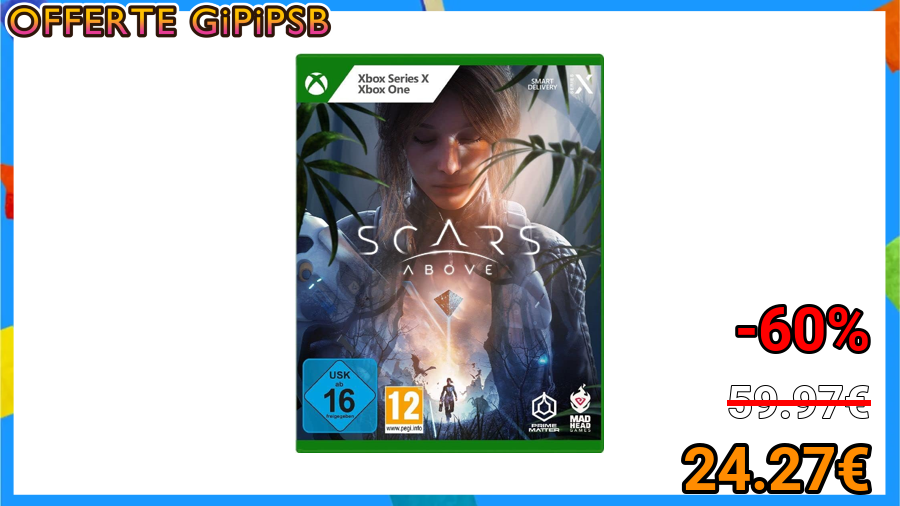 OFFERTE GiPiPSB
Xbox Series X
Xbox One
SMART
DELIVERY
X
SCARS
ABOVE
USK
ab
16
freigegeben
12
www.pegi.info
PRIME
MATTER
MAD
HEAD
GAMES
-60%
59.97€
24.27€